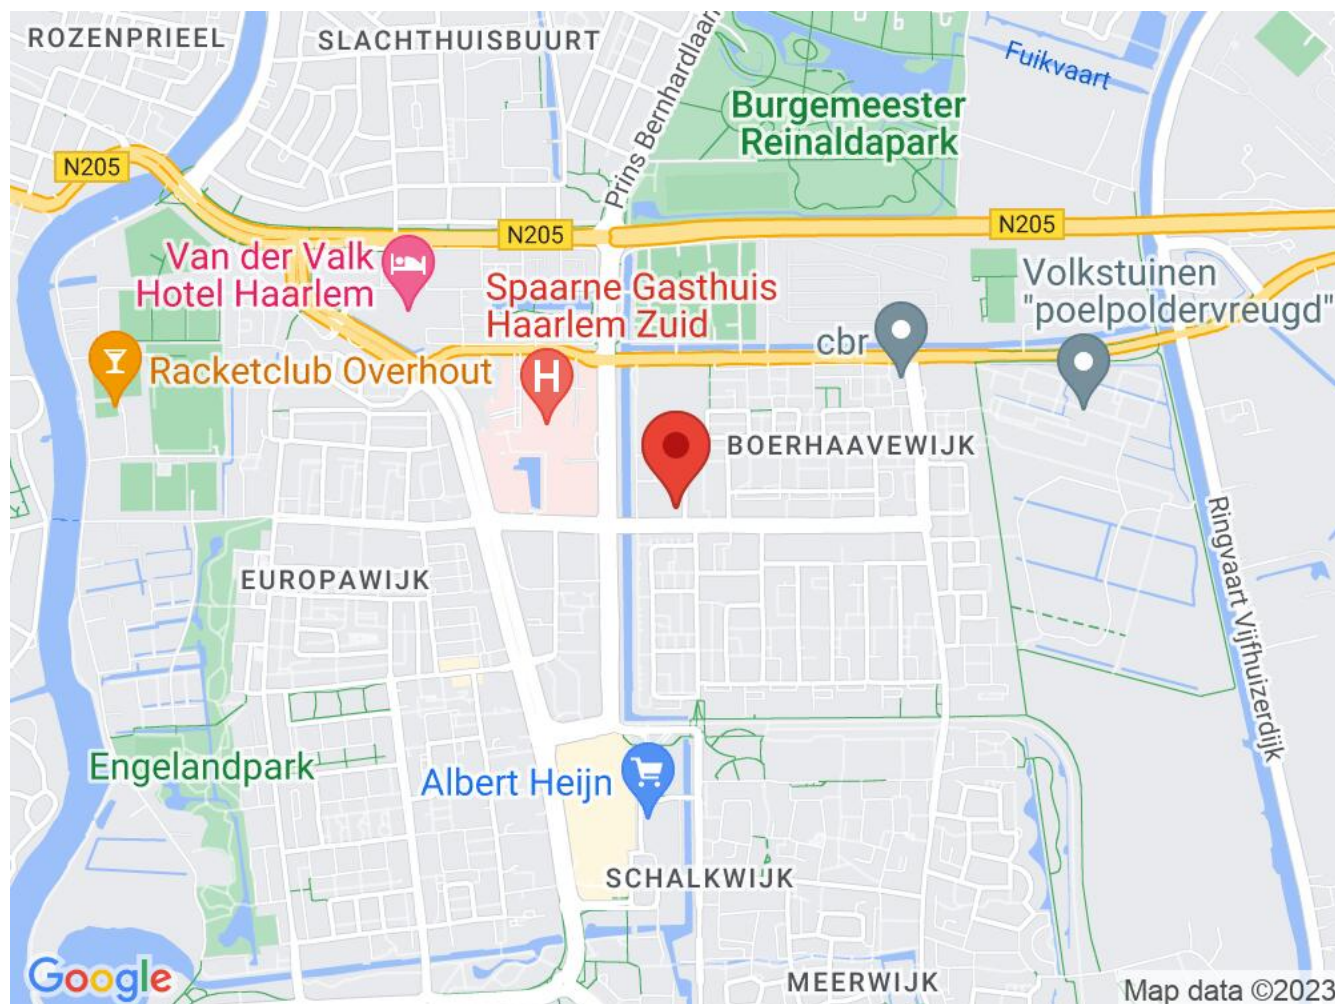 ROZENPRIEEL
SLACHTHUISBUURT
Prins Bernhardlaan
Fuikvaart
Burgemeester
Reinaldapark
N205
N205
N205
Van der Valk
Hotel Haarlem
Spaarne Gasthuis
Haarlem Zuid
H
Volkstuinen
"poelpoldervreugd"
cbr
Racketclub Overhout
BOERHAAVEWIJK
Ringvaart Vijfhuizerdijk
EUROPAWIJK
Engelandpark
Albert Heijn
SCHALKWIJK
MEERWIJK
Google
Map data ©2023